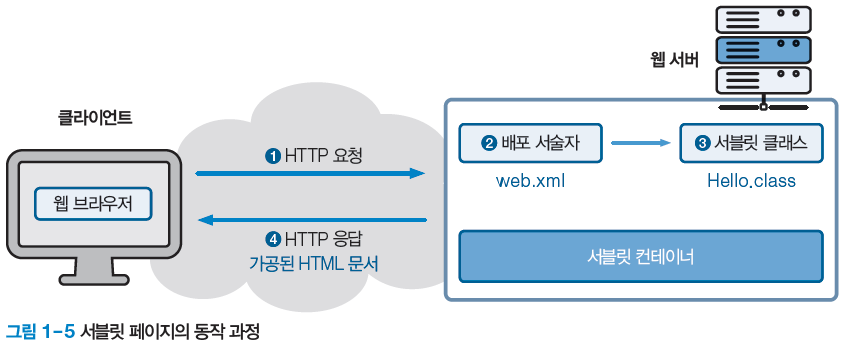 웹 서버
클라이언트
웹 브라우저
❶ HTTP 요청
❷ 배포 서술자
web.xml
❸ 서블릿 클래스
Hello.class
❹ HTTP 응답
가공된 HTML 문서
서블릿 컨테이너
그림 1-5 서블릿 페이지의 동작 과정